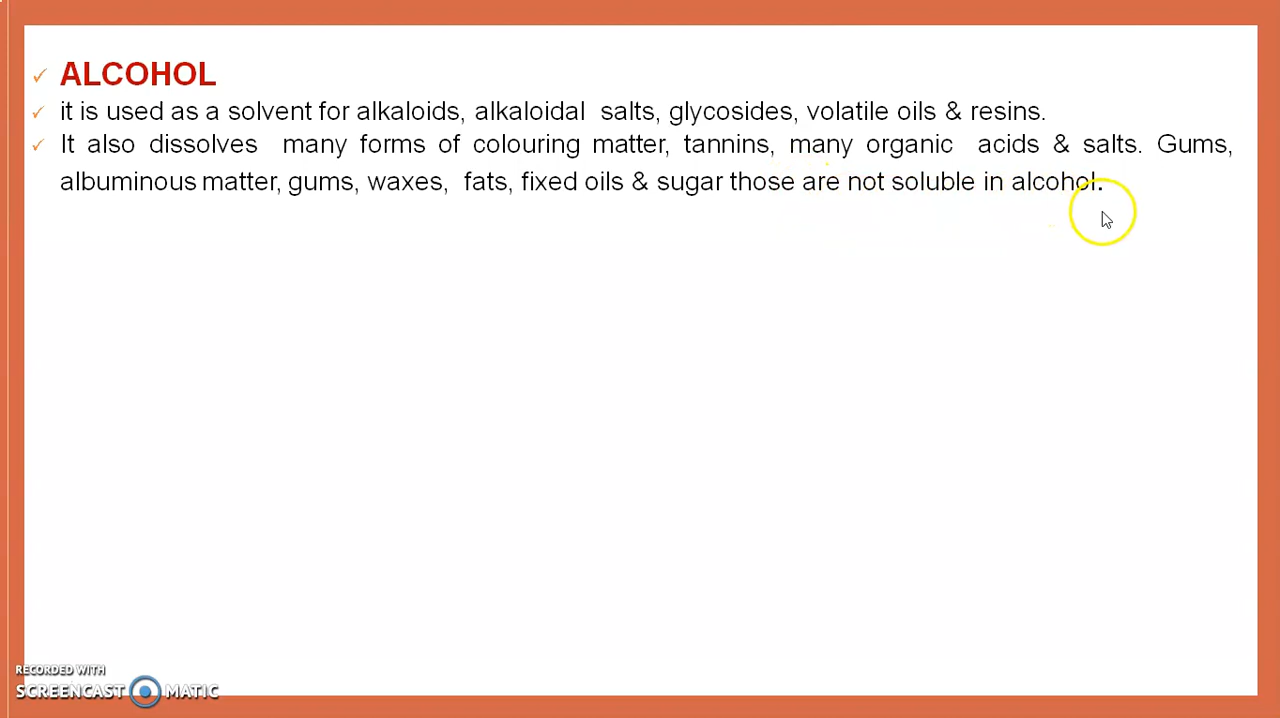 ✓ ALCOHOL
✓ it is used as a solvent for alkaloids, alkaloidal salts, glycosides, volatile oils & resins.
✓ It also dissolves many forms of colouring matter, tannins, many organic acids & salts. Gums,
albuminous matter, gums, waxes, fats, fixed oils & sugar those are not soluble in alcohol.
RECORDED WITH
SCREENCAST MATIC